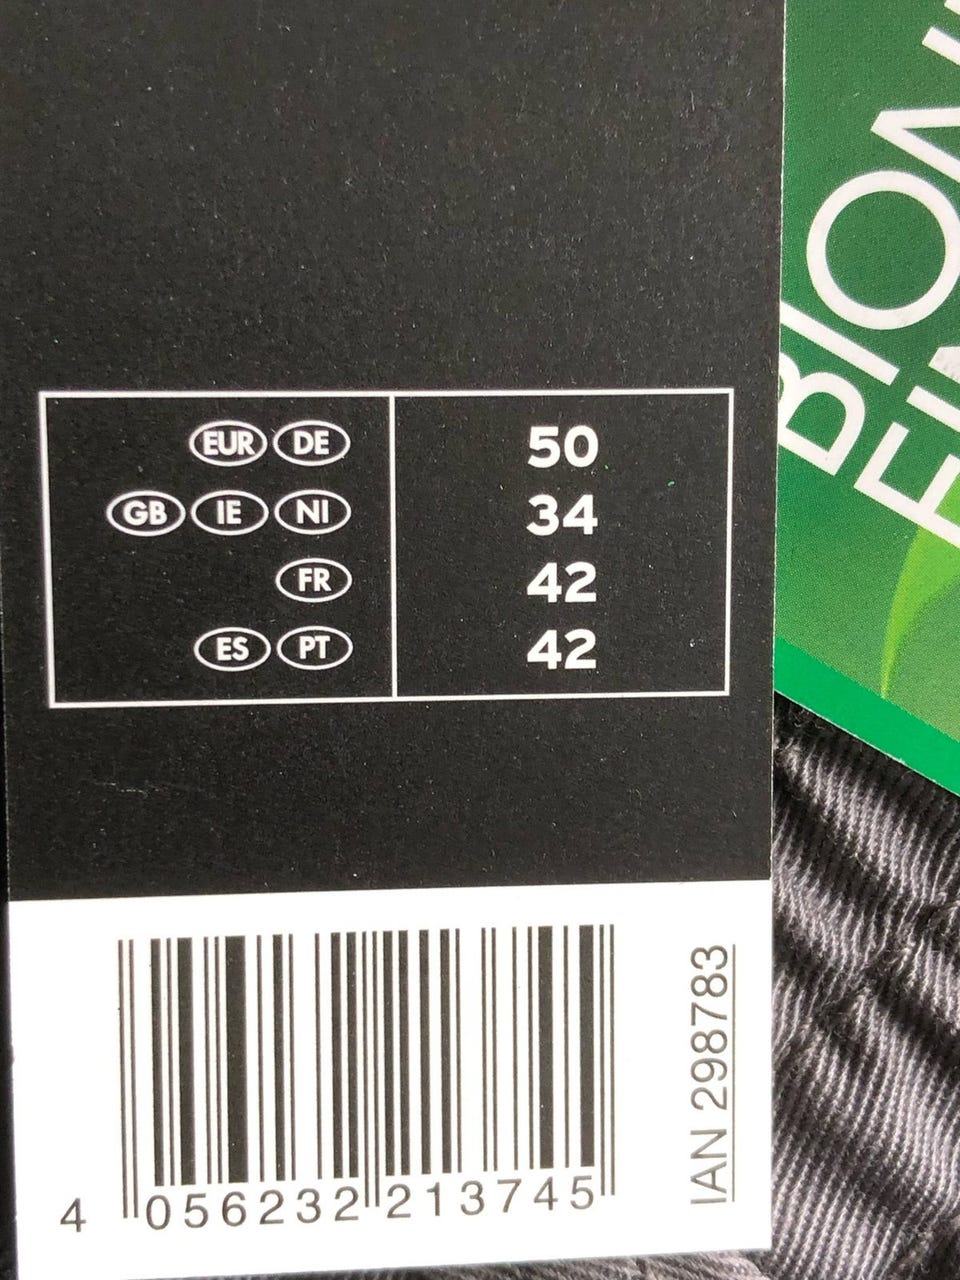 EUR DE 50
GB IE NI 34
FR 42
ES PT 42
4 056232 213745
IAN 298783